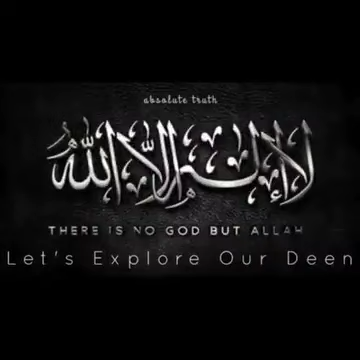 absolute truth
لا إله إلا الله
THERE IS NO GOD BUT ALLAH
Let's Explore Our Deen